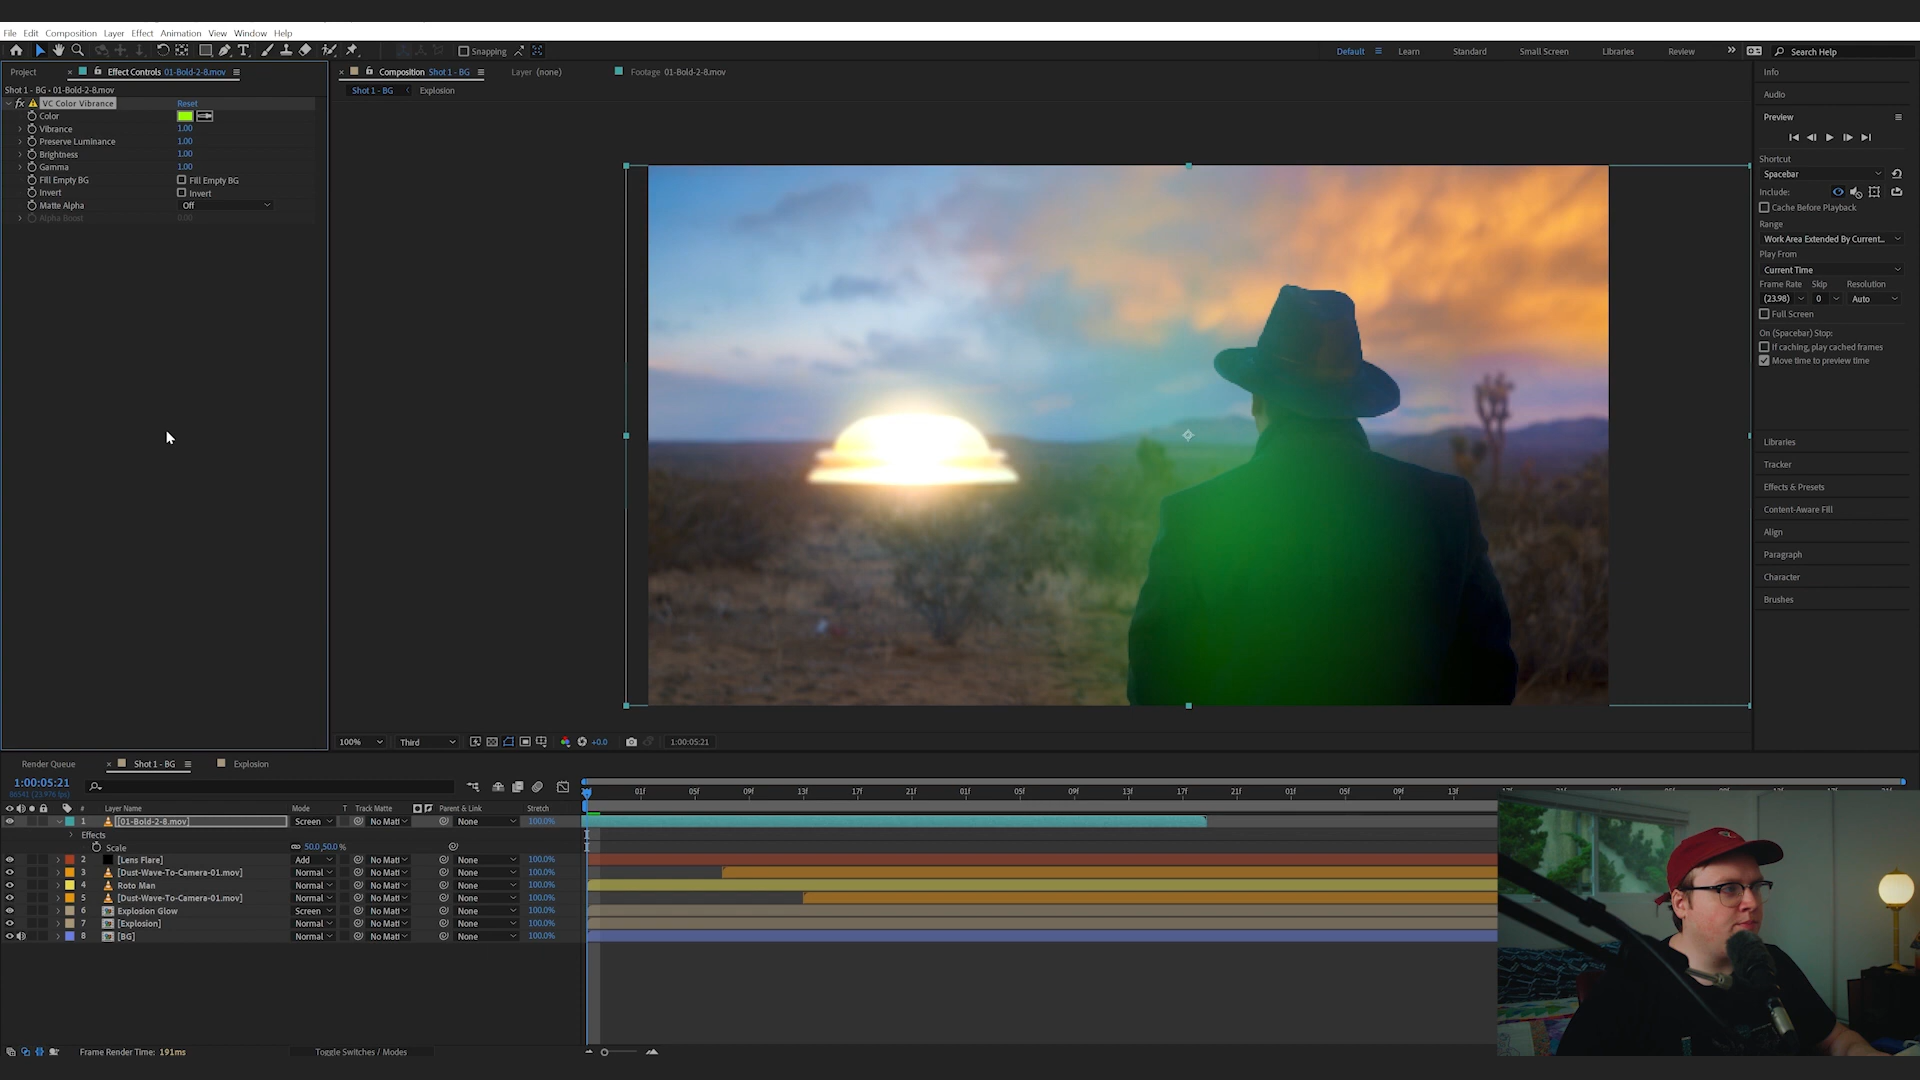 File Edit Composition Layer Effect Animation View Window Help
Snapping
Default Learn Standard Small Screen Libraries Review » Search Help
Project × Effect Controls 01-Bold-2-8.mov
× Composition Shot 1 - BG Layer (none) Footage 01-Bold-2-8.mov
Shot 1 - BG • 01-Bold-2-8.mov
Shot 1 - BG Explosion
fx VC Color Vibrance Reset
Color
Vibrance 1.00
Preserve Luminance 1.00
Brightness 1.00
Gamma 1.00
Fill Empty BG Fill Empty BG
Invert Invert
Matte Alpha Off
Alpha Boost 0.00
Info
Audio
Preview
Shortcut
Spacebar
Include:
Cache Before Playback
Range
Work Area Extended By Current...
Play From
Current Time
Frame Rate Skip Resolution
(23.98) 0 Auto
Full Screen
On (Spacebar) Stop:
If caching, play cached frames
Move time to preview time
Libraries
Tracker
Effects & Presets
Content-Aware Fill
Align
Paragraph
Character
Brushes
100% Third +0.0 1:00:05:21
Render Queue × Shot 1 - BG Explosion
1:00:05:21
# Layer Name Mode T Track Matte Parent & Link Stretch
01f 05f 09f 13f 17f 21f 01f 05f 09f 13f 17f 21f 01f 05f 09f 13f
1 [01-Bold-2-8.mov] Screen No Matt None 100.0%
Effects
Scale 50.0,50.0%
2 [Lens Flare] Add No Matt None 100.0%
3 [Dust-Wave-To-Camera-01.mov] Normal No Matt None 100.0%
4 Roto Man Normal No Matt None 100.0%
5 [Dust-Wave-To-Camera-01.mov] Normal No Matt None 100.0%
6 Explosion Glow Screen No Matt None 100.0%
7 [Explosion] Normal No Matt None 100.0%
8 [BG] Normal No Matt None 100.0%
Frame Render Time: 191ms Toggle Switches / Modes